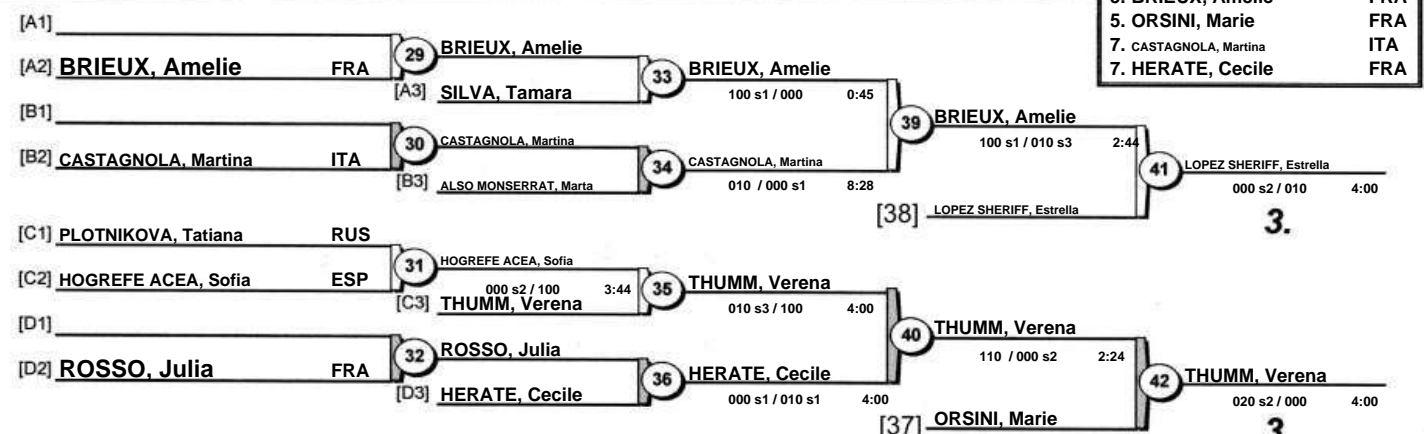 5. BRIEUX, Amelie FRA
5. ORSINI, Marie FRA
7. CASTAGNOLA, Martina ITA
7. HERATE, Cecile FRA
[A1]
[A2] BRIEUX, Amelie FRA
29 BRIEUX, Amelie
[A3] SILVA, Tamara
33 BRIEUX, Amelie
100 s1 / 000 0:45
[B1]
[B2] CASTAGNOLA, Martina ITA
30 CASTAGNOLA, Martina
[B3] ALSO MONSERRAT, Marta
34 CASTAGNOLA, Martina
010 / 000 s1 8:28
39 BRIEUX, Amelie
100 s1 / 010 s3 2:44
[38] LOPEZ SHERIFF, Estrella
41 LOPEZ SHERIFF, Estrella
000 s2 / 010 4:00
3.
[C1] PLOTNIKOVA, Tatiana RUS
[C2] HOGREFE ACEA, Sofia ESP
31 HOGREFE ACEA, Sofia
000 s2 / 100 3:44
[C3] THUMM, Verena
35 THUMM, Verena
010 s3 / 100 4:00
[D1]
[D2] ROSSO, Julia FRA
32 ROSSO, Julia
[D3] HERATE, Cecile
36 HERATE, Cecile
000 s1 / 010 s1 4:00
40 THUMM, Verena
110 / 000 s2 2:24
[37] ORSINI, Marie
42 THUMM, Verena
020 s2 / 000 4:00
3.